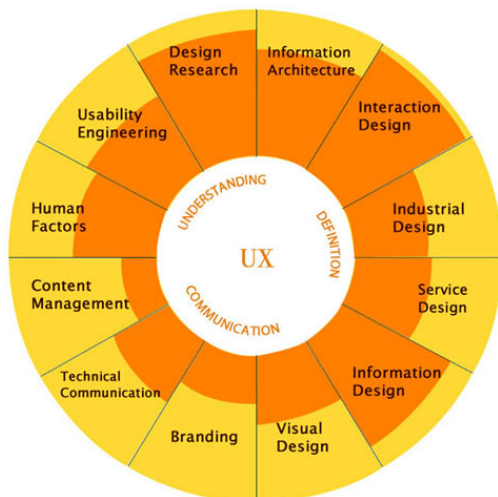 Design
Research
Information
Architecture
Interaction
Design
Industrial
Design
Service
Design
Information
Design
Visual
Design
Branding
Technical
Communication
Content
Management
Human
Factors
Usability
Engineering
UNDERSTANDING
DEFINITION
COMMUNICATION
UX